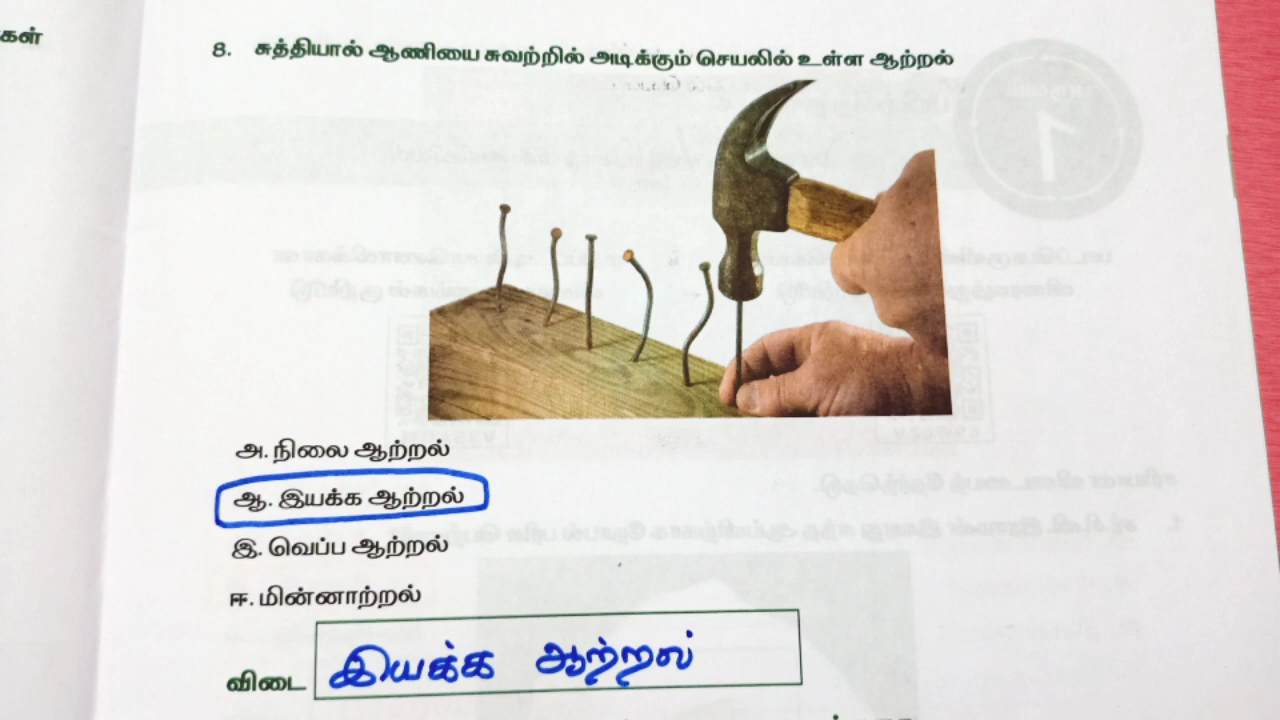 கள்
8. சுத்தியால் ஆணியை சுவற்றில் அடிக்கும் செயலில் உள்ள ஆற்றல்
அ. நிலை ஆற்றல்
ஆ. இயக்க ஆற்றல்
இ. வெப்ப ஆற்றல்
ஈ. மின்னாற்றல்
விடை இயக்க ஆற்றல்